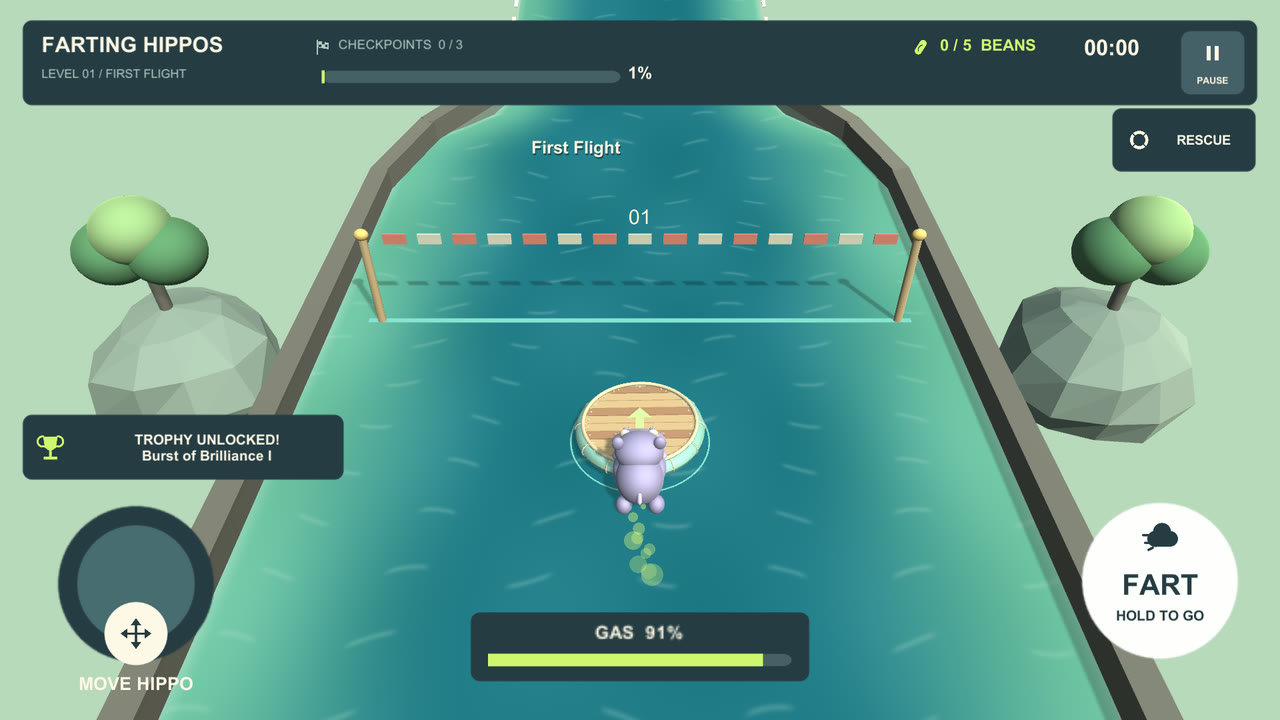 FARTING HIPPOS
LEVEL 01 / FIRST FLIGHT
CHECKPOINTS 0 / 3
1%
0 / 5 BEANS
00:00
PAUSE
RESCUE
First Flight
01
TROPHY UNLOCKED!
Burst of Brilliance I
FART
HOLD TO GO
GAS 91%
MOVE HIPPO